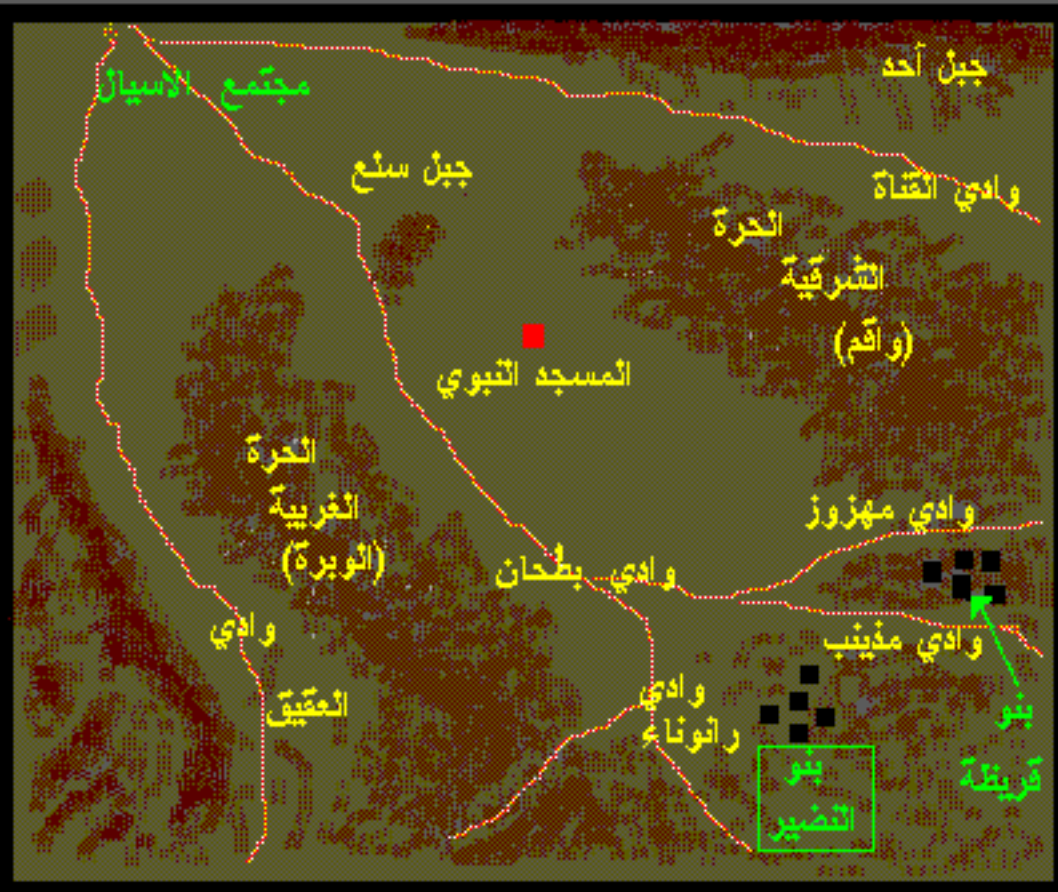 جبل أحد
مجتمع الاسيال
جبل سلع
وادي القناة
الحرة
الشرقية
(واقم)
المسجد النبوي
الحرة
الغربية
(الوبرة)
وادي مهزوز
وادي بطحان
وادي مذينب
وادي
العقيق
وادي
رانوناء
بنو
قريظة
بنو
النضير